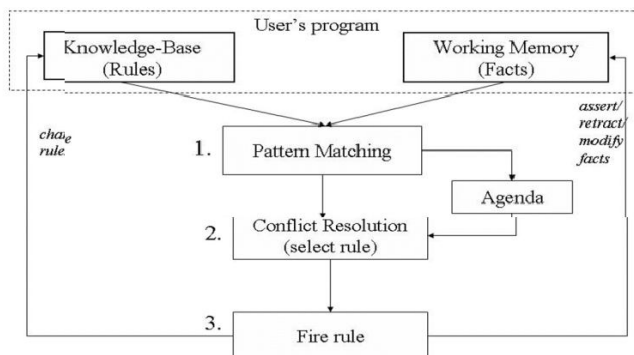 User's program
Knowledge-Base
(Rules)
Working Memory
(Facts)
rule
assert/
retract/
modify
facts
1.
Pattern Matching
Agenda
2.
Conflict Resolution
(select rule)
3.
Fire rule